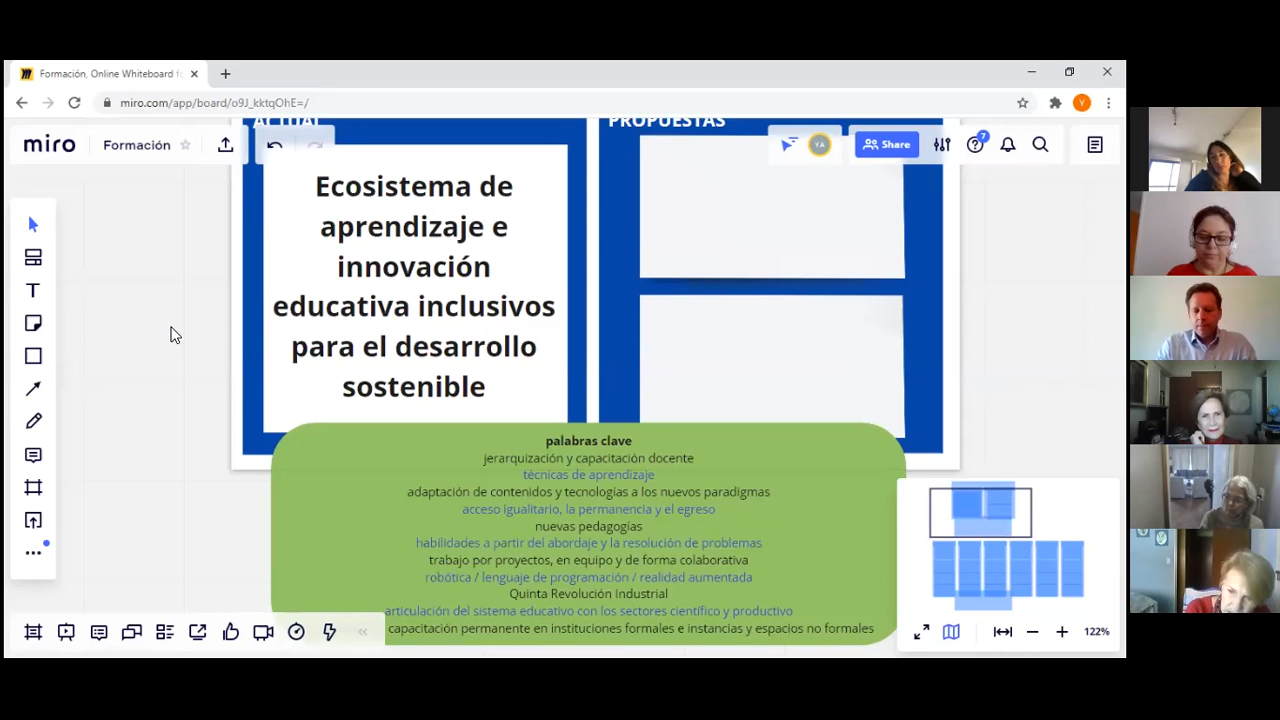 Formación, Online Whiteboard fo
miro.com/app/board/o9J_kktqOhE=/
Y
ACTUAL
PROPUESTAS
miro
Formación
YA
Share
7
Ecosistema de
aprendizaje e
innovación
educativa inclusivos
para el desarrollo
sostenible
T
palabras clave
jerarquización y capacitación docente
técnicas de aprendizaje
adaptación de contenidos y tecnologías a los nuevos paradigmas
acceso igualitario, la permanencia y el egreso
nuevas pedagogías
habilidades a partir del abordaje y la resolución de problemas
trabajo por proyectos, en equipo y de forma colaborativa
robótica / lenguaje de programación / realidad aumentada
Quinta Revolución Industrial
articulación del sistema educativo con los sectores científico y productivo
capacitación permanente en instituciones formales e instancias y espacios no formales
122%